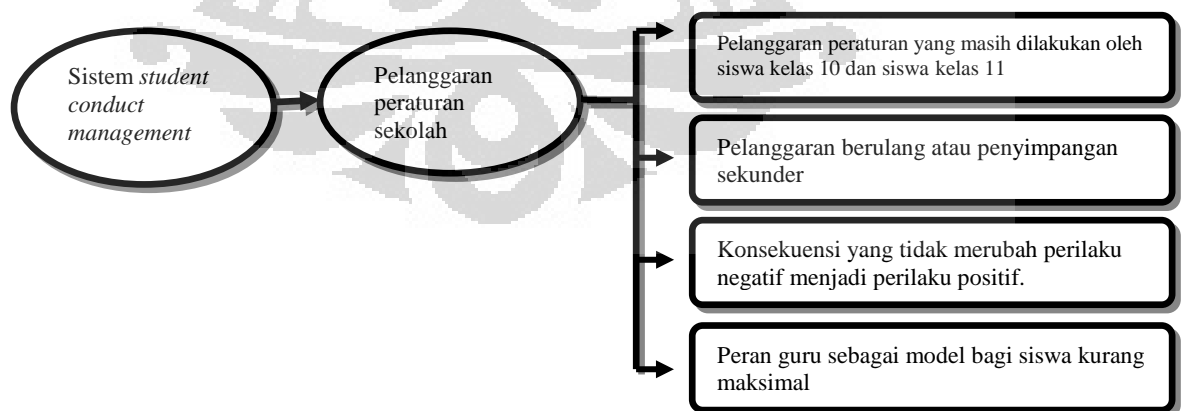 Sistem student
conduct
management
Pelanggaran
peraturan
sekolah
Pelanggaran peraturan yang masih dilakukan oleh
siswa kelas 10 dan siswa kelas 11
Pelanggaran berulang atau penyimpangan
sekunder
Konsekuensi yang tidak merubah perilaku
negatif menjadi perilaku positif.
Peran guru sebagai model bagi siswa kurang
maksimal